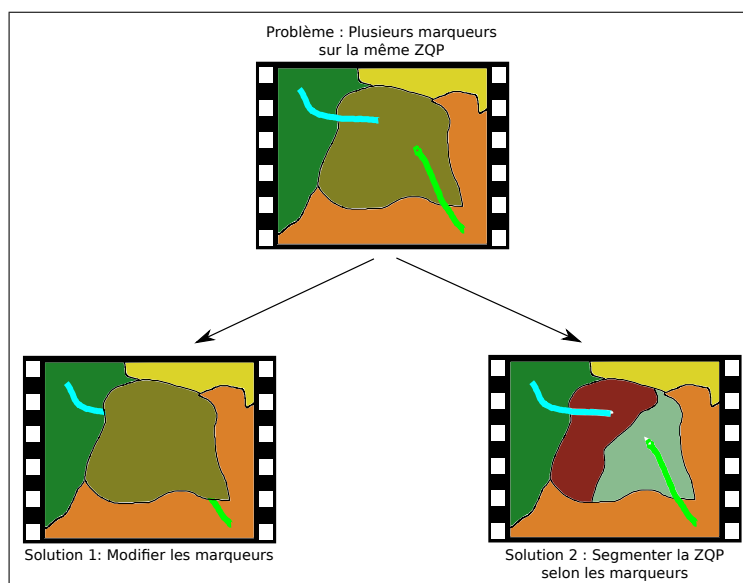 Problème : Plusieurs marqueurs
sur la même ZQP
Solution 1: Modifier les marqueurs
Solution 2 : Segmenter la ZQP
selon les marqueurs